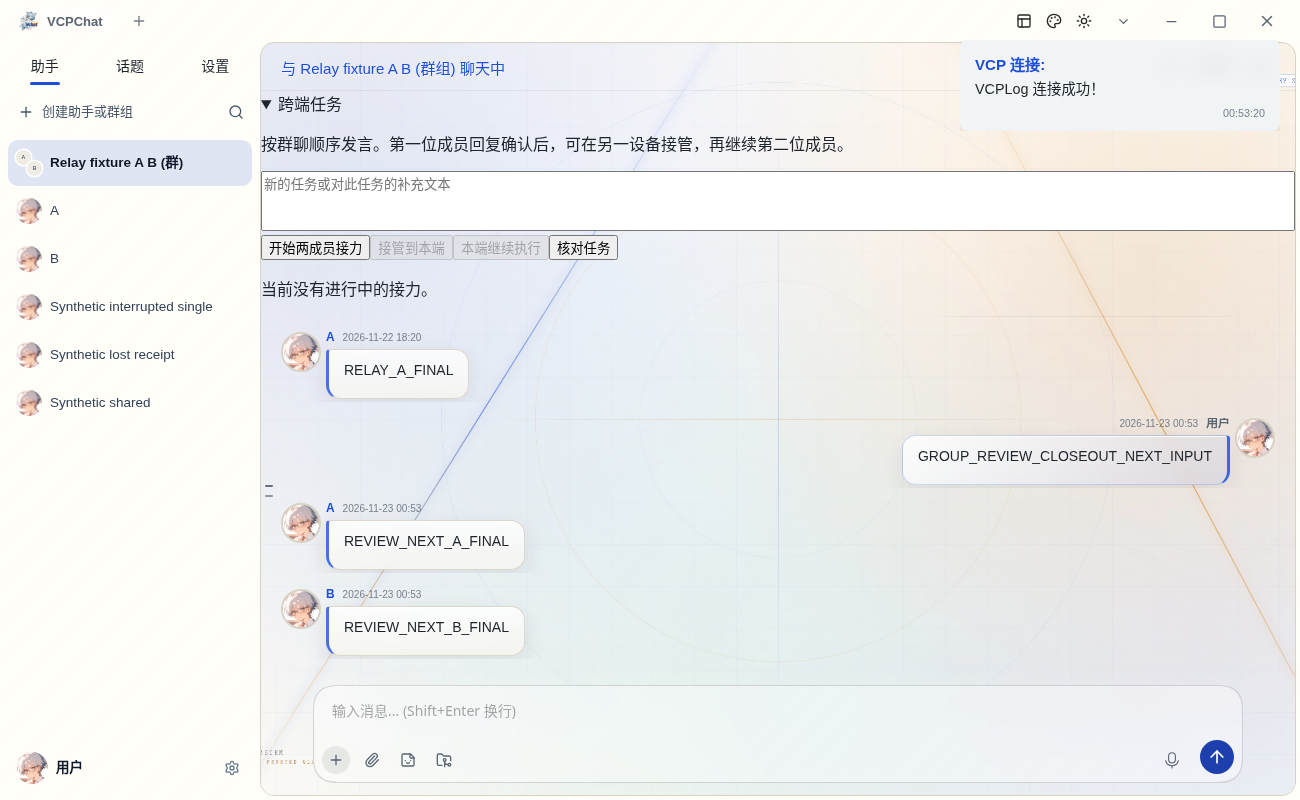 VCPChat
助手
话题
设置
创建助手或群组
A
B
Relay fixture A B (群)
A
B
Synthetic interrupted single
Synthetic lost receipt
Synthetic shared
用户
与 Relay fixture A B (群组) 聊天中
VCP 连接:
VCPLog 连接成功!
00:53:20
▼ 跨端任务
按群聊顺序发言。第一位成员回复确认后，可在另一设备接管，再继续第二位成员。
新的任务或对此任务的补充文本
开始两成员接力 接管到本端 本端继续执行 核对任务
当前没有进行中的接力。
A 2026-11-22 18:20
RELAY_A_FINAL
2026-11-23 00:53 用户
GROUP_REVIEW_CLOSEOUT_NEXT_INPUT
A 2026-11-23 00:53
REVIEW_NEXT_A_FINAL
B 2026-11-23 00:53
REVIEW_NEXT_B_FINAL
输入消息... (Shift+Enter 换行)